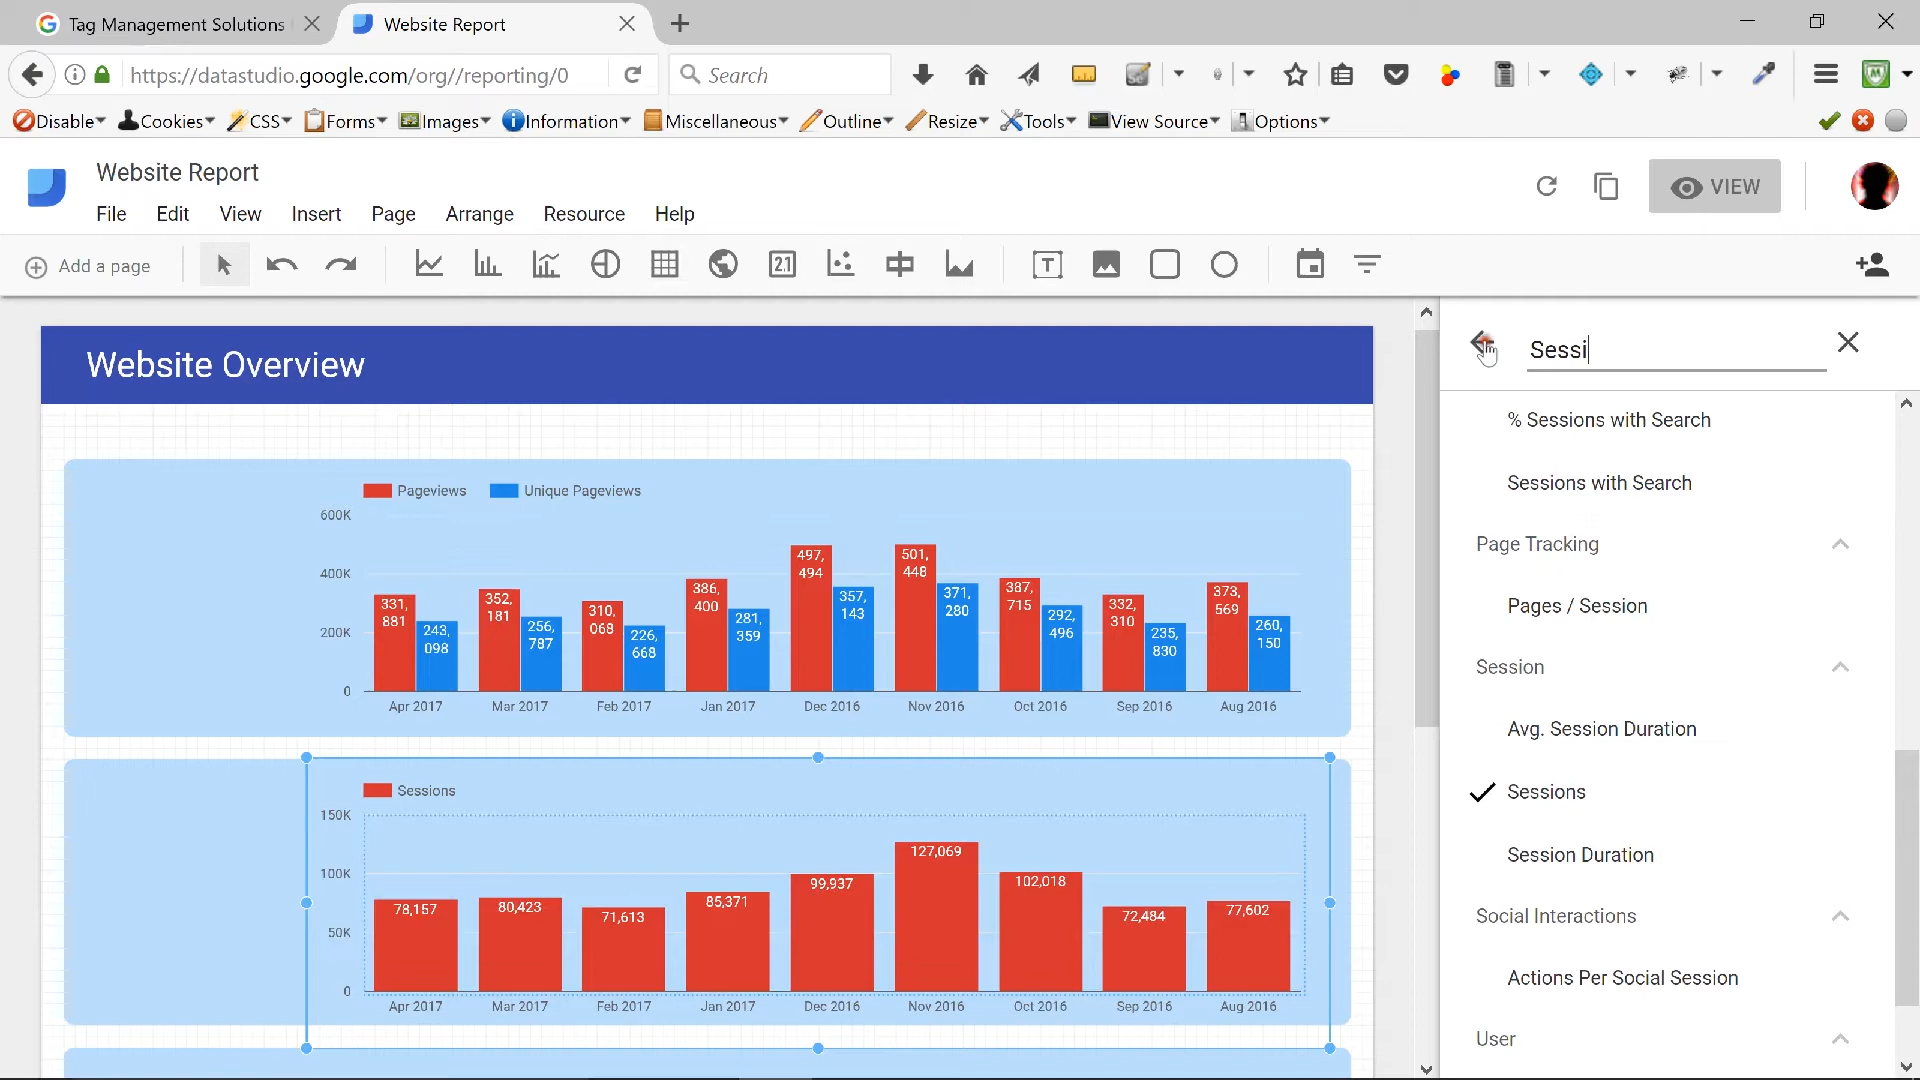 Tag Management Solutions
Website Report
https://datastudio.google.com/org//reporting/0
Search
Disable
Cookies
CSS
Forms
Images
Information
Miscellaneous
Outline
Resize
Tools
View Source
Options
Website Report
VIEW
File Edit View Insert Page Arrange Resource Help
Add a page
21
T
Website Overview
Pageviews Unique Pageviews
600K
400K
200K
0
331,
881
243,
098
352,
181
256,
787
310,
068
226,
668
386,
400
281,
359
497,
494
357,
143
501,
448
371,
280
387,
715
292,
496
332,
310
235,
830
373,
569
260,
150
Apr 2017 Mar 2017 Feb 2017 Jan 2017 Dec 2016 Nov 2016 Oct 2016 Sep 2016 Aug 2016
Sessions
150K
100K
50K
0
78,157 80,423 71,613 85,371 99,937 127,069 102,018 72,484 77,602
Apr 2017 Mar 2017 Feb 2017 Jan 2017 Dec 2016 Nov 2016 Oct 2016 Sep 2016 Aug 2016
Sessi
% Sessions with Search
Sessions with Search
Page Tracking
Pages / Session
Session
Avg. Session Duration
Sessions
Session Duration
Social Interactions
Actions Per Social Session
User